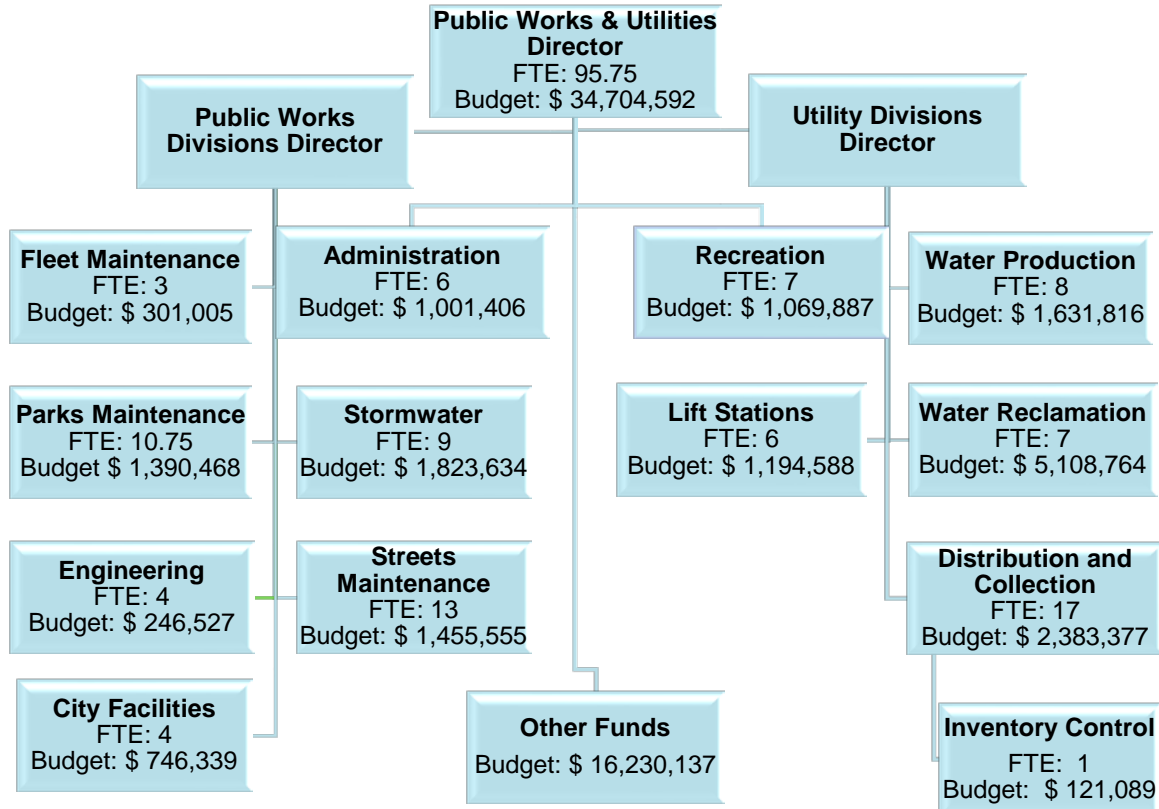 Public Works & Utilities
Director
FTE: 95.75
Budget: $ 34,704,592
Public Works
Divisions Director
Utility Divisions
Director
Fleet Maintenance
FTE: 3
Budget: $ 301,005
Administration
FTE: 6
Budget: $ 1,001,406
Recreation
FTE: 7
Budget: $ 1,069,887
Water Production
FTE: 8
Budget: $ 1,631,816
Parks Maintenance
FTE: 10.75
Budget $ 1,390,468
Stormwater
FTE: 9
Budget: $ 1,823,634
Lift Stations
FTE: 6
Budget: $ 1,194,588
Water Reclamation
FTE: 7
Budget: $ 5,108,764
Engineering
FTE: 4
Budget: $ 246,527
Streets
Maintenance
FTE: 13
Budget: $ 1,455,555
Distribution and
Collection
FTE: 17
Budget: $ 2,383,377
City Facilities
FTE: 4
Budget: $ 746,339
Other Funds
Budget: $ 16,230,137
Inventory Control
FTE: 1
Budget: $ 121,089